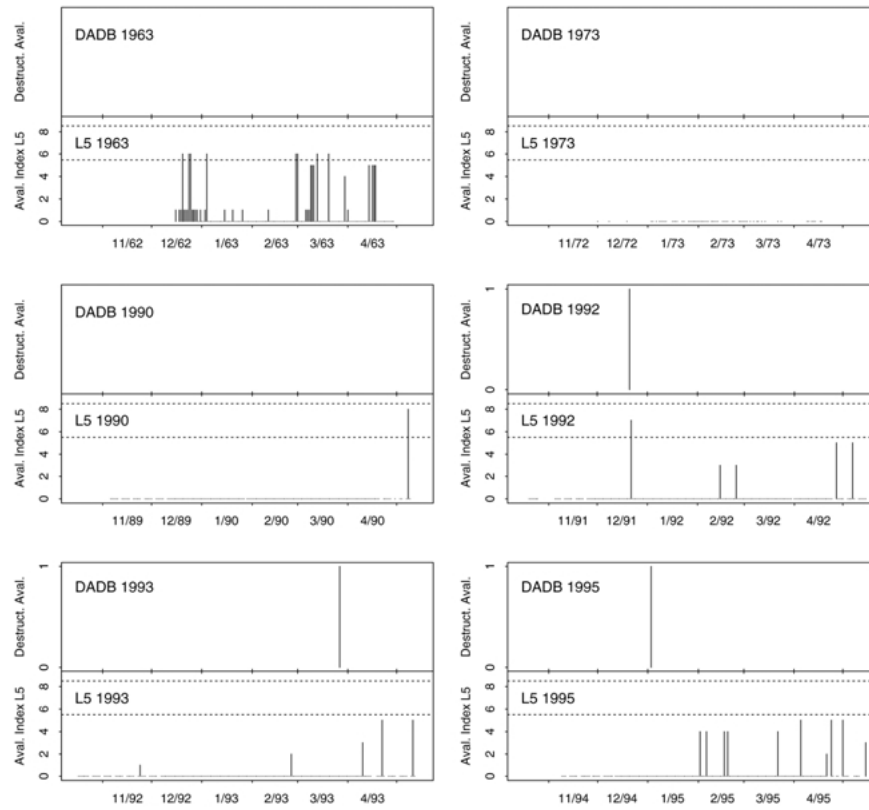 Destruct. Aval.
DADB 1963
Aval. Index L5
8
6
4
2
0
L5 1963
11/62 12/62 1/63 2/63 3/63 4/63
Destruct. Aval.
DADB 1973
Aval. Index L5
8
6
4
2
0
L5 1973
11/72 12/72 1/73 2/73 3/73 4/73
Destruct. Aval.
DADB 1990
Aval. Index L5
8
6
4
2
0
L5 1990
11/89 12/89 1/90 2/90 3/90 4/90
Destruct. Aval.
1
0
DADB 1992
Aval. Index L5
8
6
4
2
0
L5 1992
11/91 12/91 1/92 2/92 3/92 4/92
Destruct. Aval.
1
0
DADB 1993
Aval. Index L5
8
6
4
2
0
L5 1993
11/92 12/92 1/93 2/93 3/93 4/93
Destruct. Aval.
1
0
DADB 1995
Aval. Index L5
8
6
4
2
0
L5 1995
11/94 12/94 1/95 2/95 3/95 4/95